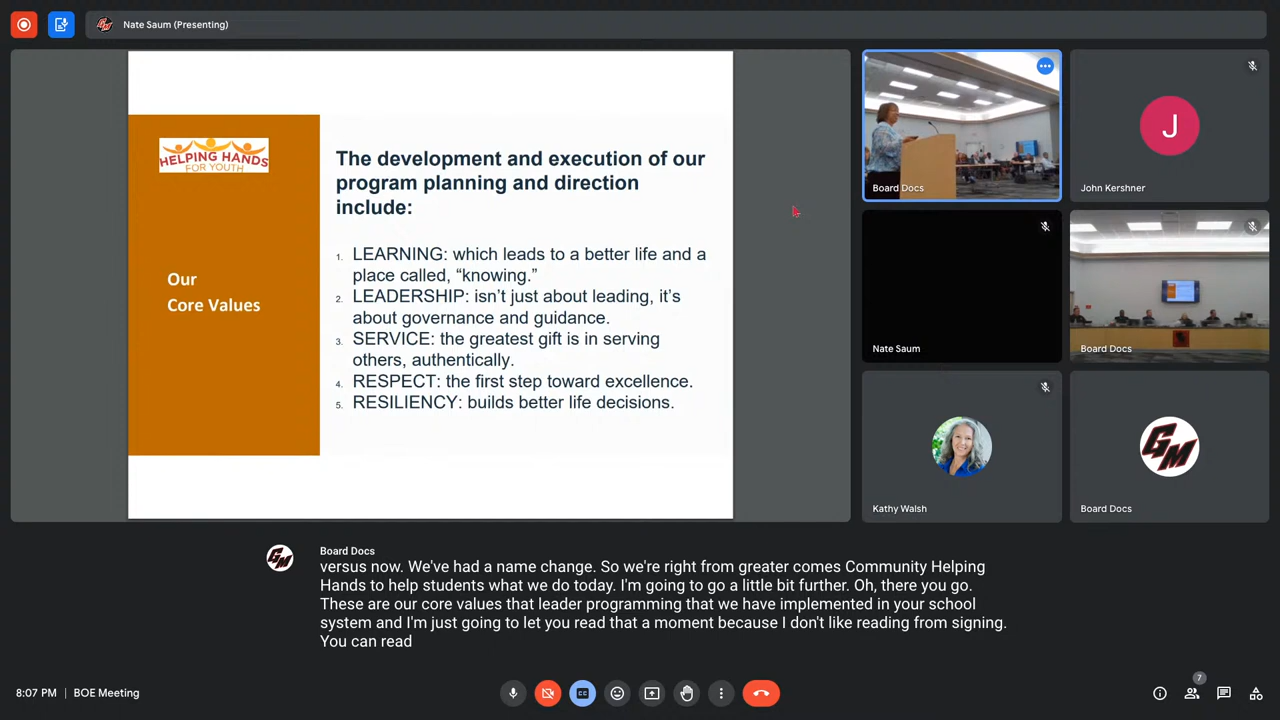 Nate Saum (Presenting)
HELPING HANDS
FOR YOUTH
Our
Core Values
The development and execution of our
program planning and direction
include:
1. LEARNING: which leads to a better life and a
place called, “knowing.”
2. LEADERSHIP: isn’t just about leading, it’s
about governance and guidance.
3. SERVICE: the greatest gift is in serving
others, authentically.
4. RESPECT: the first step toward excellence.
5. RESILIENCY: builds better life decisions.
Board Docs
J
John Kershner
Nate Saum
Board Docs
Kathy Walsh
GM
Board Docs
GM
Board Docs
versus now. We've had a name change. So we're right from greater comes Community Helping
Hands to help students what we do today. I'm going to go a little bit further. Oh, there you go.
These are our core values that leader programming that we have implemented in your school
system and I'm just going to let you read that a moment because I don't like reading from signing.
You can read
8:07 PM | BOE Meeting
CC
7